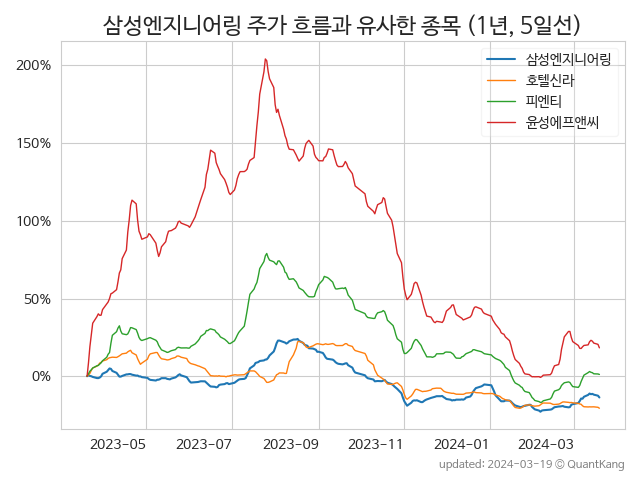 삼성엔지니어링 주가 흐름과 유사한 종목 (1년, 5일선)
삼성엔지니어링
호텔신라
피엔티
윤성에프앤씨
200%
150%
100%
50%
0%
2023-05
2023-07
2023-09
2023-11
2024-01
2024-03
updated: 2024-03-19 © QuantKang